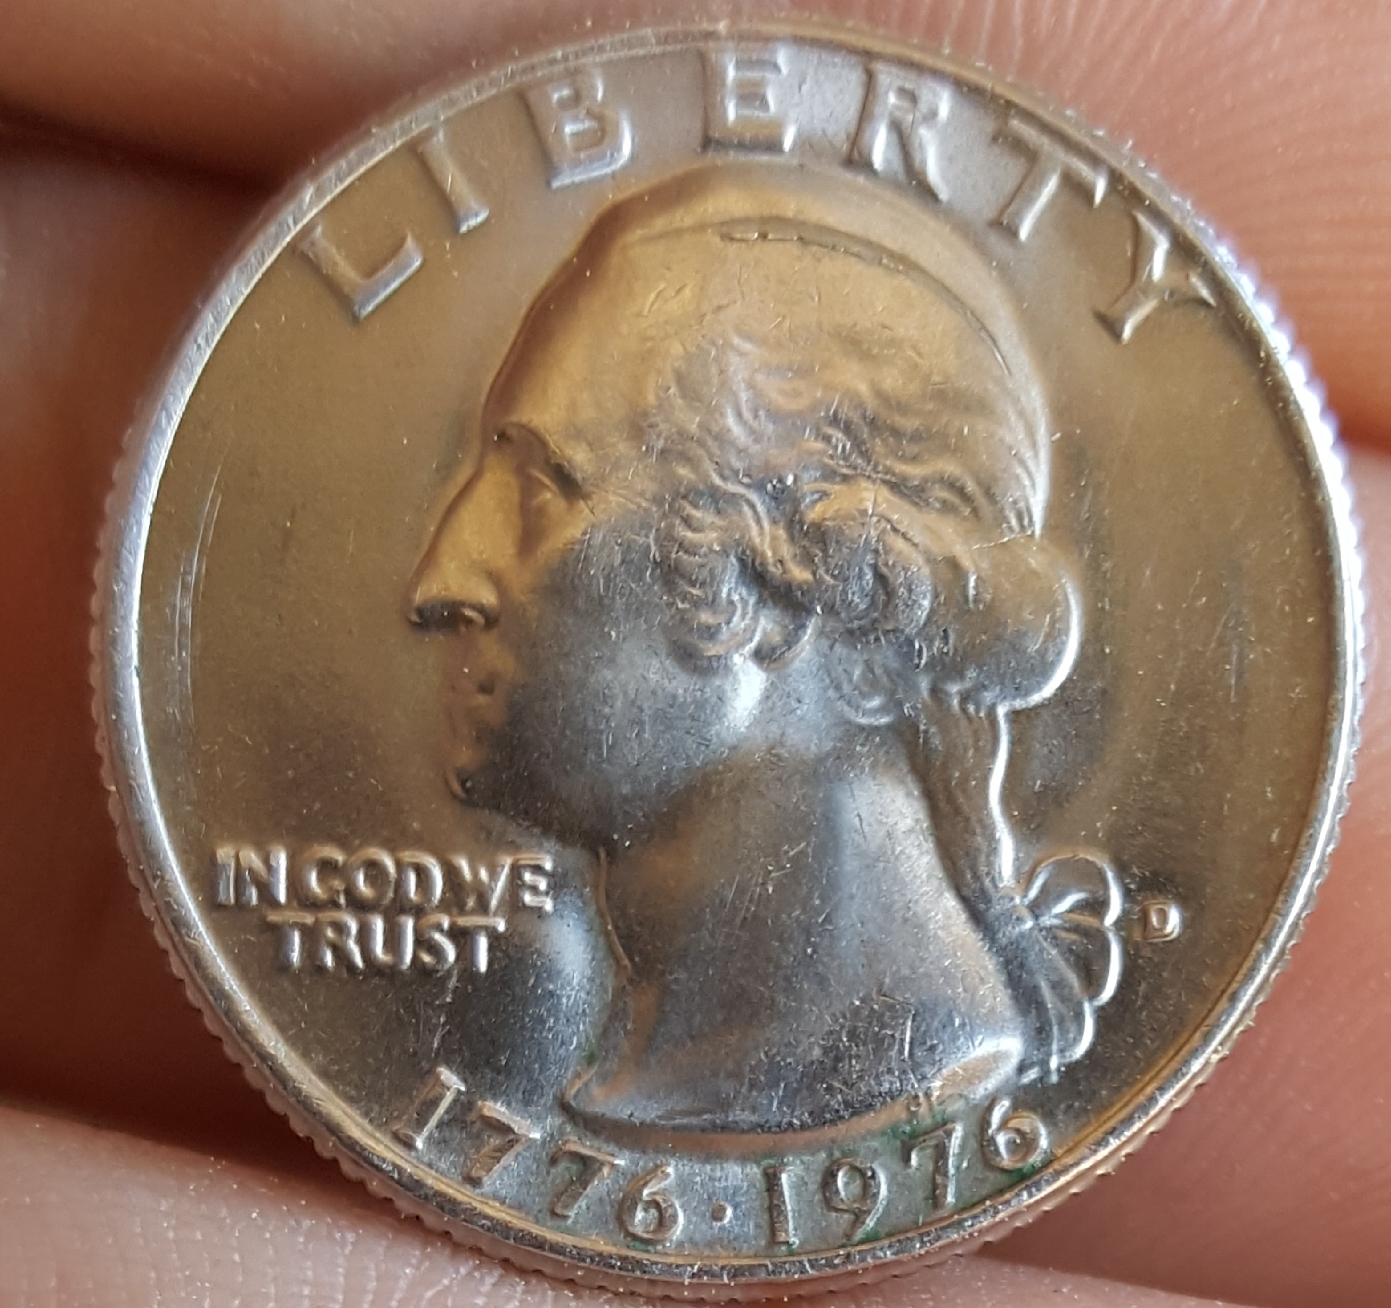 LIBERTY
IN GOD WE
TRUST
D
1776·1976